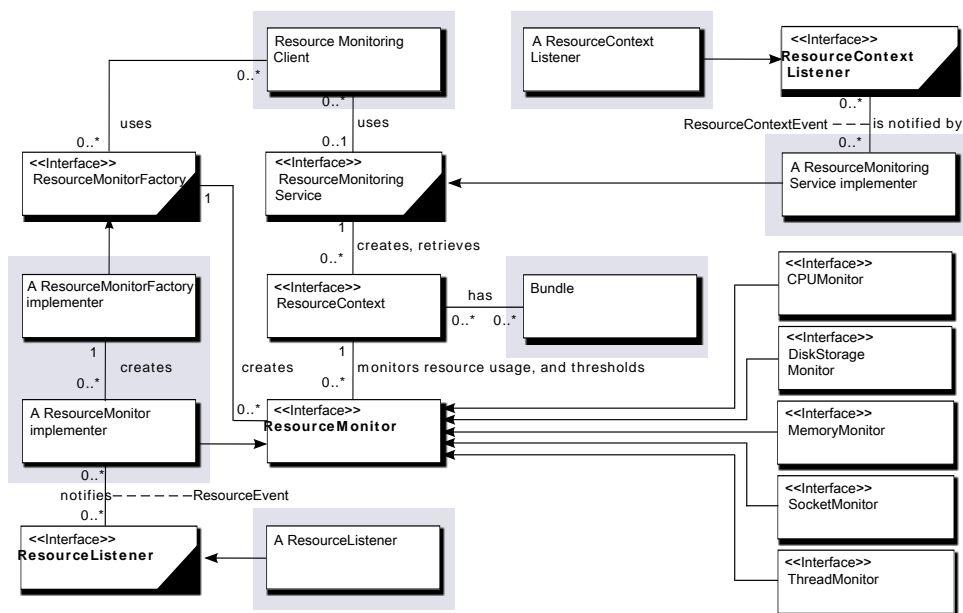 Resource Monitoring
Client
A ResourceContext
Listener
<<Interface>>
ResourceContext
Listener
0..*
0..*
0..*
uses
uses
ResourceContextEvent
is notified by
0..*
0..1
0..*
<<Interface>>
ResourceMonitorFactory
<<Interface>>
ResourceMonitoring
Service
A ResourceMonitoring
Service implementer
1
1
creates, retrieves
0..*
<<Interface>>
CPUMonitor
A ResourceMonitorFactory
implementer
<<Interface>>
ResourceContext
has
0..*
0..*
Bundle
<<Interface>>
DiskStorage
Monitor
1
creates
0..*
creates
0..*
1
monitors resource usage, and thresholds
A ResourceMonitor
implementer
<<Interface>>
ResourceMonitor
<<Interface>>
MemoryMonitor
0..*
notifies
ResourceEvent
0..*
<<Interface>>
SocketMonitor
<<Interface>>
ResourceListener
A ResourceListener
<<Interface>>
ThreadMonitor